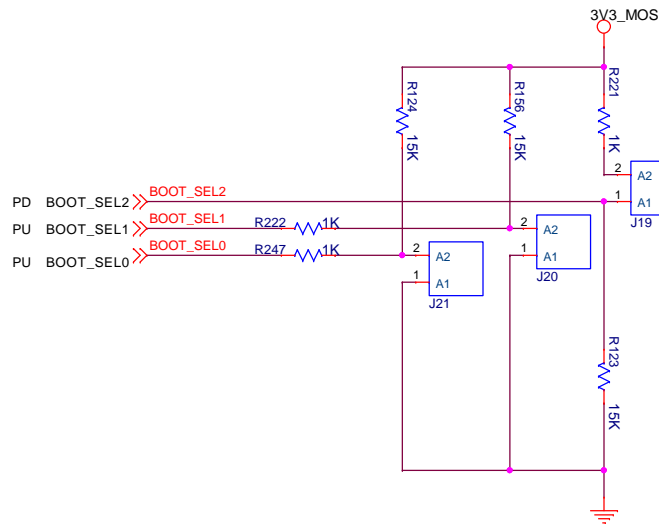 3V3_MOS
R124
15K
R156
15K
R221
1K
2
A2
1
A1
J19
PD BOOT_SEL2
BOOT_SEL2
PU BOOT_SEL1
BOOT_SEL1
R222
1K
2
A2
1
A1
J20
PU BOOT_SEL0
BOOT_SEL0
R247
1K
2
A2
1
A1
J21
R123
15K